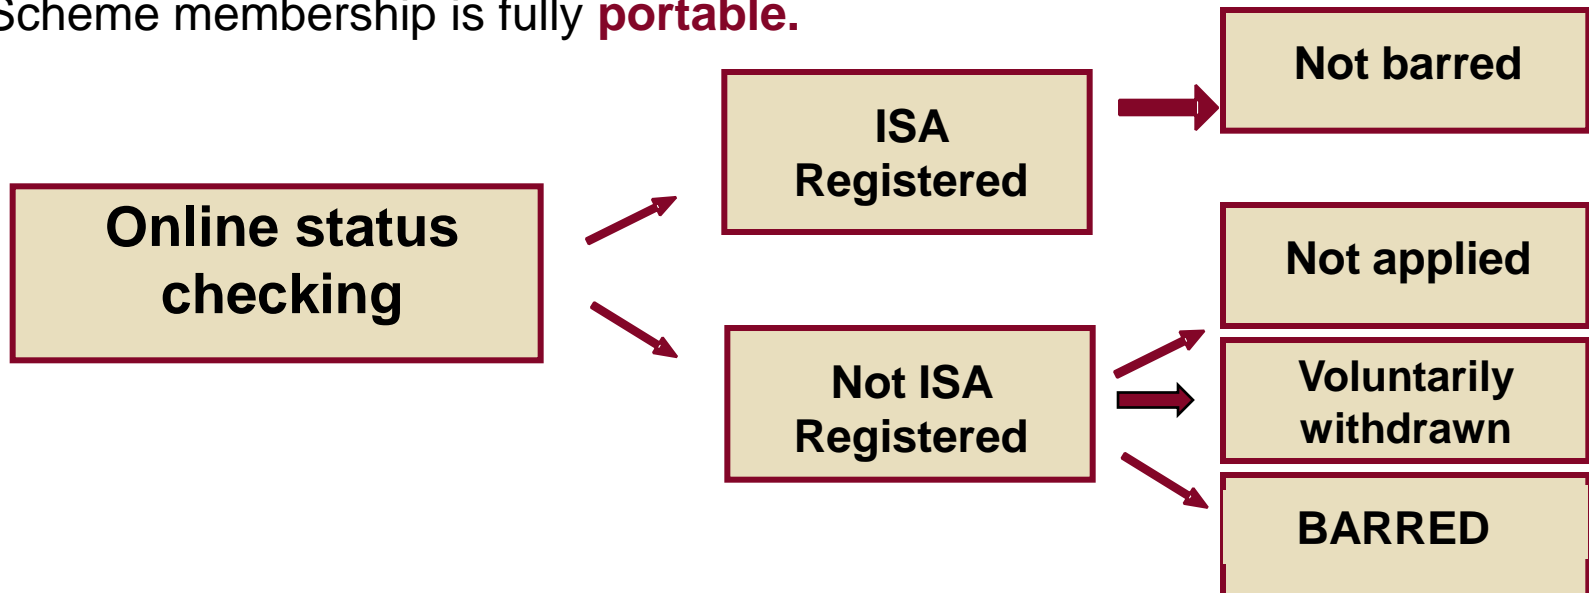 Scheme membership is fully portable.
Not barred
ISA
Registered
Online status
checking
Not applied
Not ISA
Registered
Voluntarily
withdrawn
BARRED